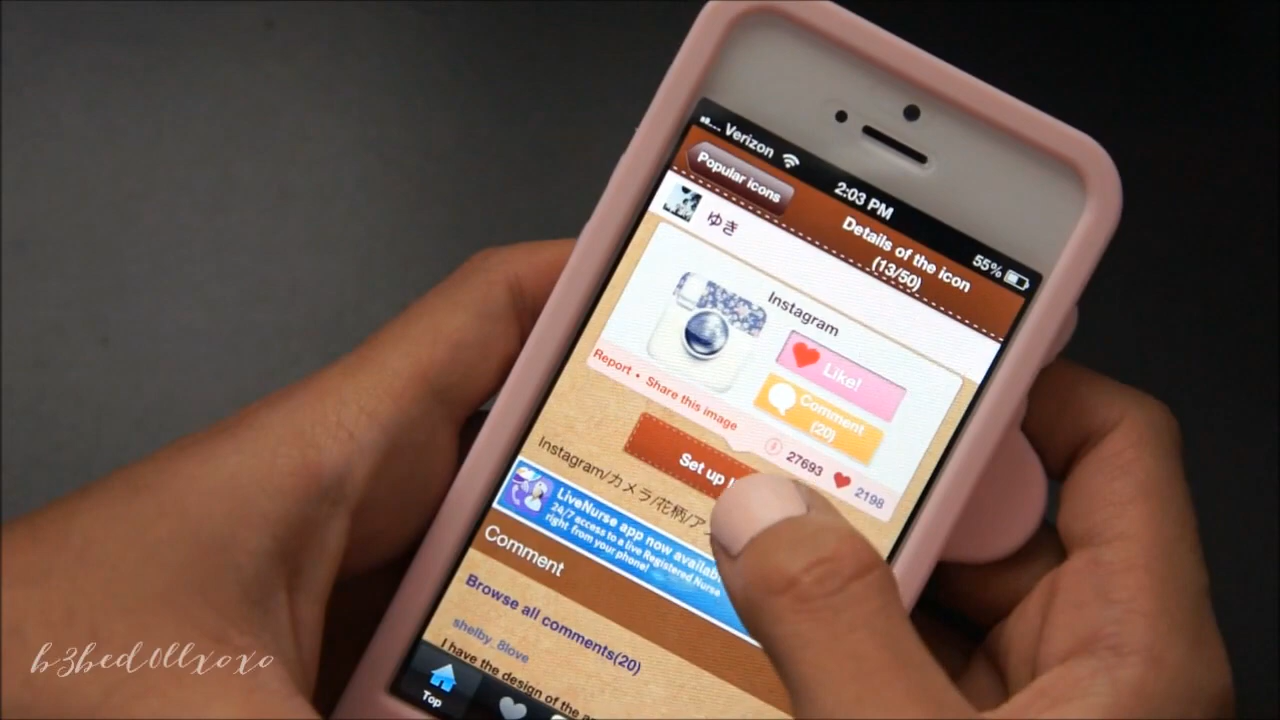 Verizon
2:03 PM
55%
Popular icons
Details of the icon
(13/50)
ゆき
Instagram
Like!
Comment
(20)
Report • Share this image
27693
2198
Set up !
Instagram/カメラ/花柄/ア
LiveNurse app now availabl
24/7 access to a live Registered Nurse
right from your phone!
Comment
Browse all comments(20)
shelby_8love
I have the design of the
Top
b3bed0llxoxo